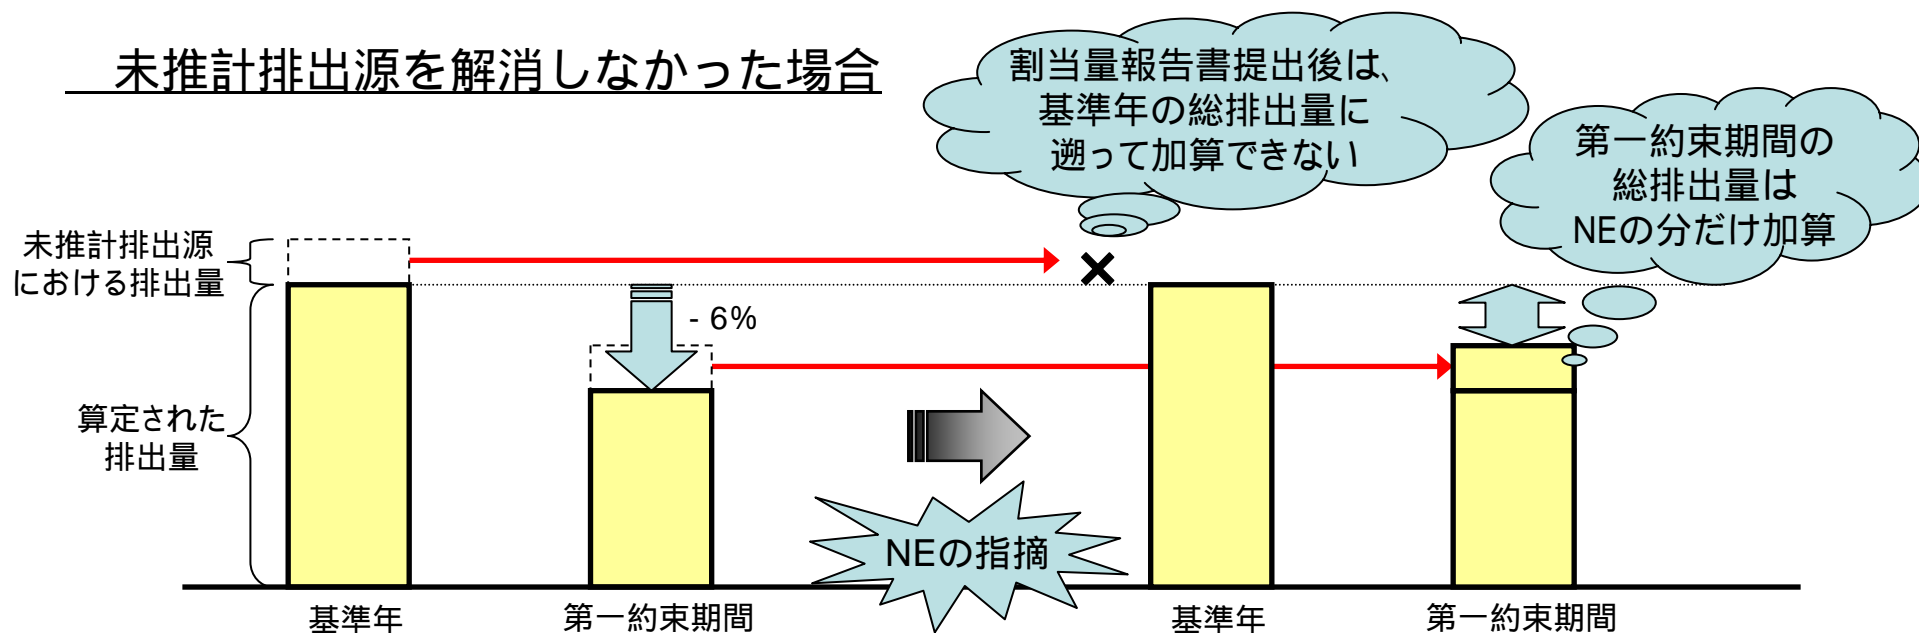 未推計排出源を解消しなかった場合
割当量報告書提出後は、
基準年の総排出量に
遡って加算できない
第一約束期間の
総排出量は
NEの分だけ加算
未推計排出源
における排出量
- 6%
算定された
排出量
NEの指摘
基準年
第一約束期間
基準年
第一約束期間